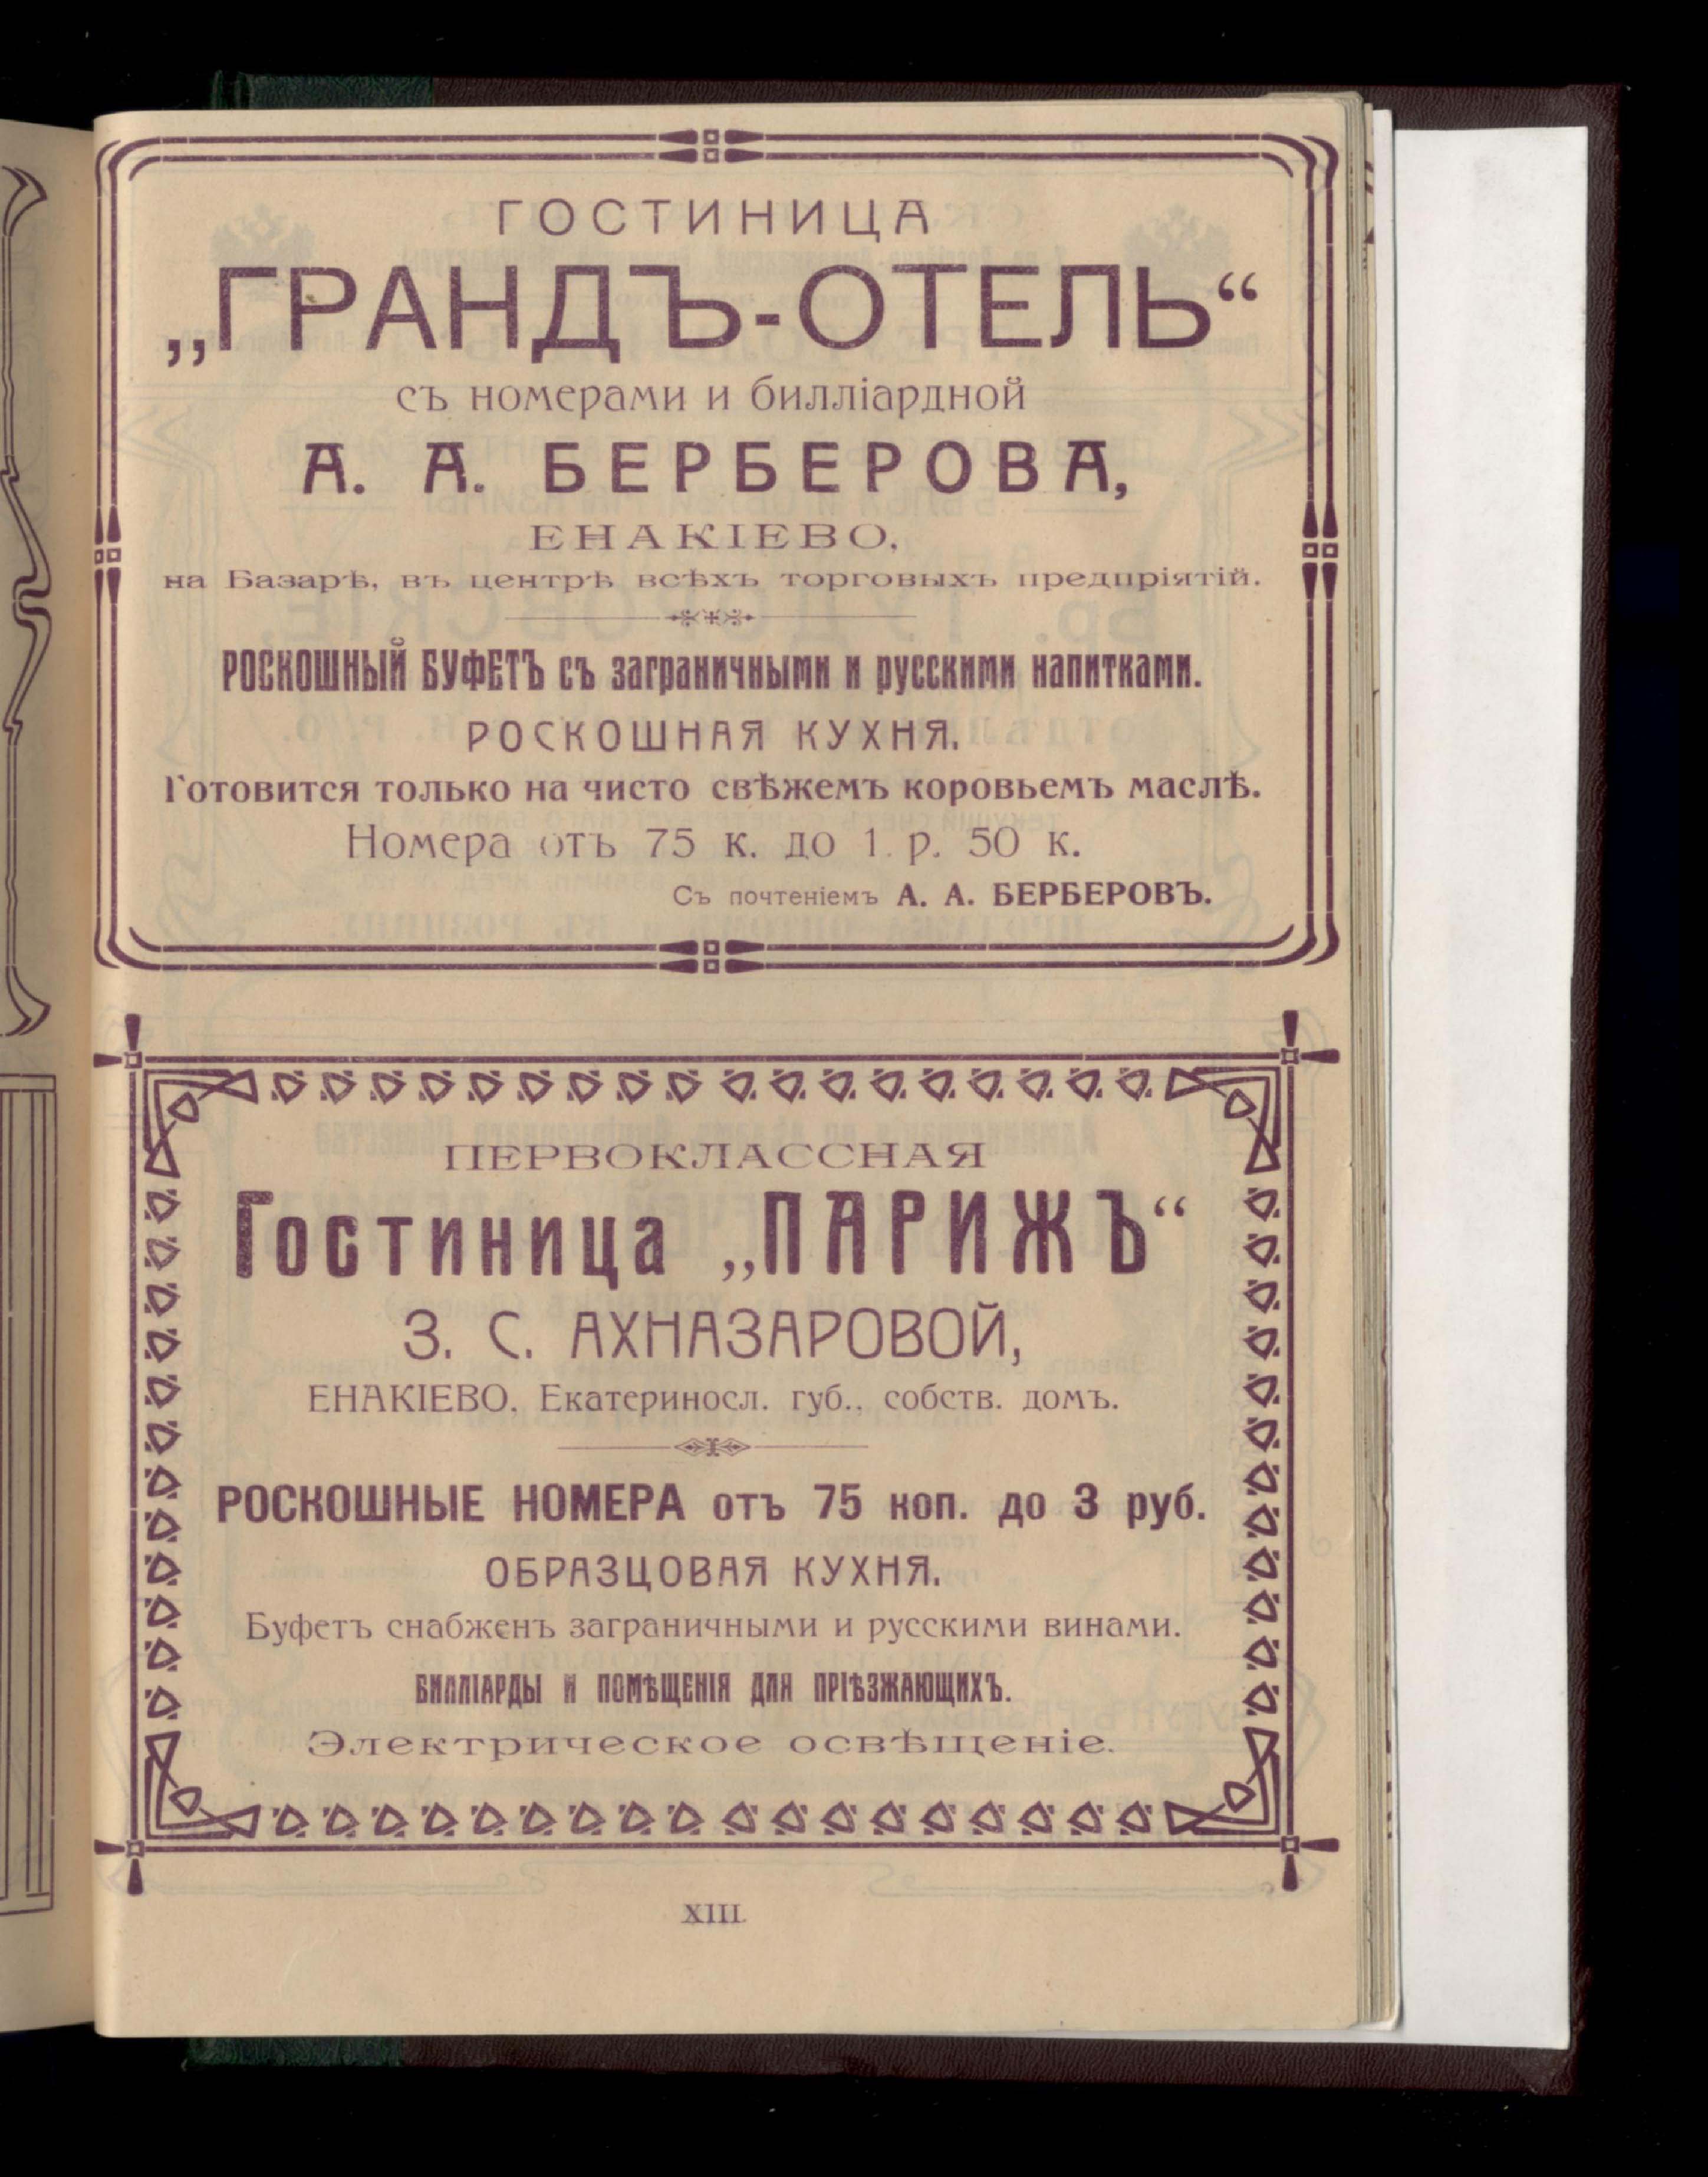 ГОСТИНИЦА
„ГРАНДЪ-ОТЕЛЬ“
съ номерами и билліардной
А. А. БЕРБЕРОВА,
ЕНАКІЕВО,
на Базарѣ, въ центрѣ всѣхъ торговыхъ предпріятій.
РОСКОШНЫЙ БУФЕТЪ съ заграничными и русскими напитками.
РОСКОШНАЯ КУХНЯ.
Готовится только на чисто свѣжемъ коровьемъ маслѣ.
Номера отъ 75 к. до 1. р. 50 к.
Съ почтеніемъ А. А. БЕРБЕРОВЪ.
ПЕРВОКЛАССНАЯ
Гостиница „ПАРИЖЪ“
З. С. АХНАЗАРОВОЙ,
ЕНАКІЕВО, Екатериносл. губ., собств. домъ.
РОСКОШНЫЕ НОМЕРА отъ 75 коп. до 3 руб.
ОБРАЗЦОВАЯ КУХНЯ.
Буфетъ снабженъ заграничными и русскими винами.
БИЛЛІАРДЫ И ПОМѢЩЕНІЯ ДЛЯ ПРІѢЗЖАЮЩИХЪ.
Электрическое освѣщеніе.
XIII.